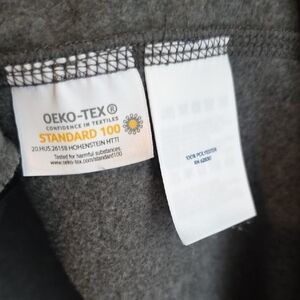 OEKO-TEX®
CONFIDENCE IN TEXTILES
STANDARD 100
20.HUS.26158 HOHENSTEIN HTTI
Tested for harmful substances.
www.oeko-tex.com/standard100
100% POLYESTER